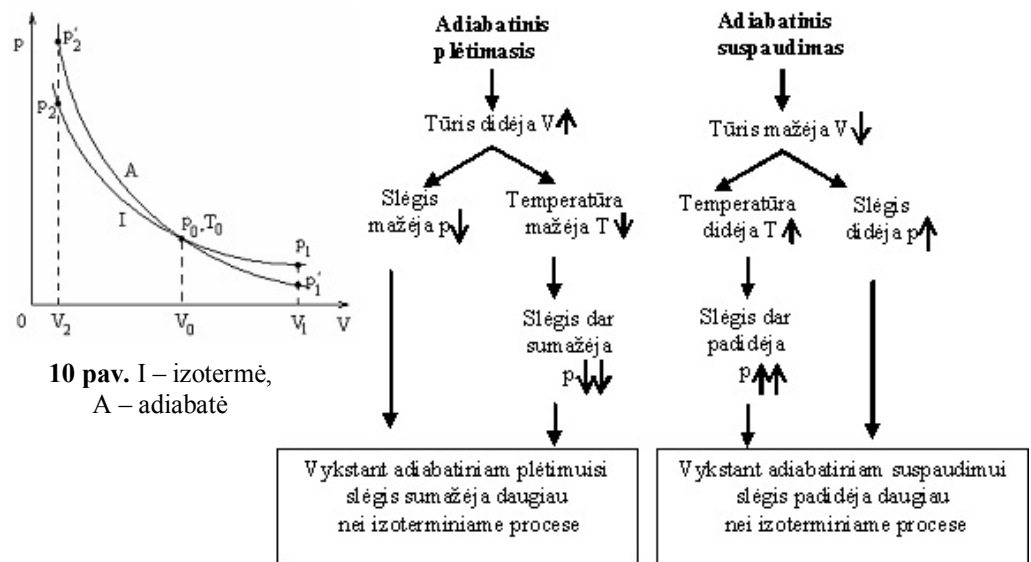 p
p₂'
p₂
A
I
p₀,T₀
p₁
p₁'
0
V₂
V₀
V₁
V
10 pav. I – izotermė,
A – adiabatė
Adiabatinis
plėtimasis
Tūris didėja V↑
Slėgis
mažėja p↓
Temperatūra
mažėja T↓
Slėgis dar
sumažėja
p↓↓
Vykstant adiabatiniam plėtimuisi
slėgis sumažėja daugiau
nei izoterminiame procese
Adiabatinis
suspaudimas
Tūris mažėja V↓
Temperatūra
didėja T↑
Slėgis
didėja p↑
Slėgis dar
padidėja
p↑↑
Vykstant adiabatiniam suspaudimui
slėgis padidėja daugiau
nei izoterminiame procese